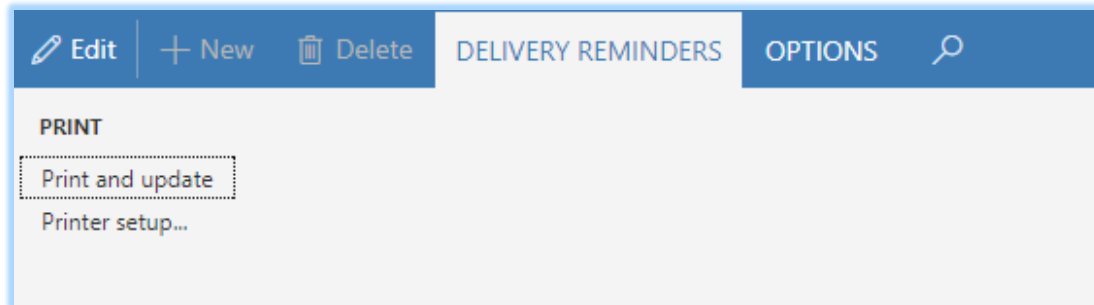 Edit New Delete DELIVERY REMINDERS OPTIONS
PRINT
Print and update
Printer setup...